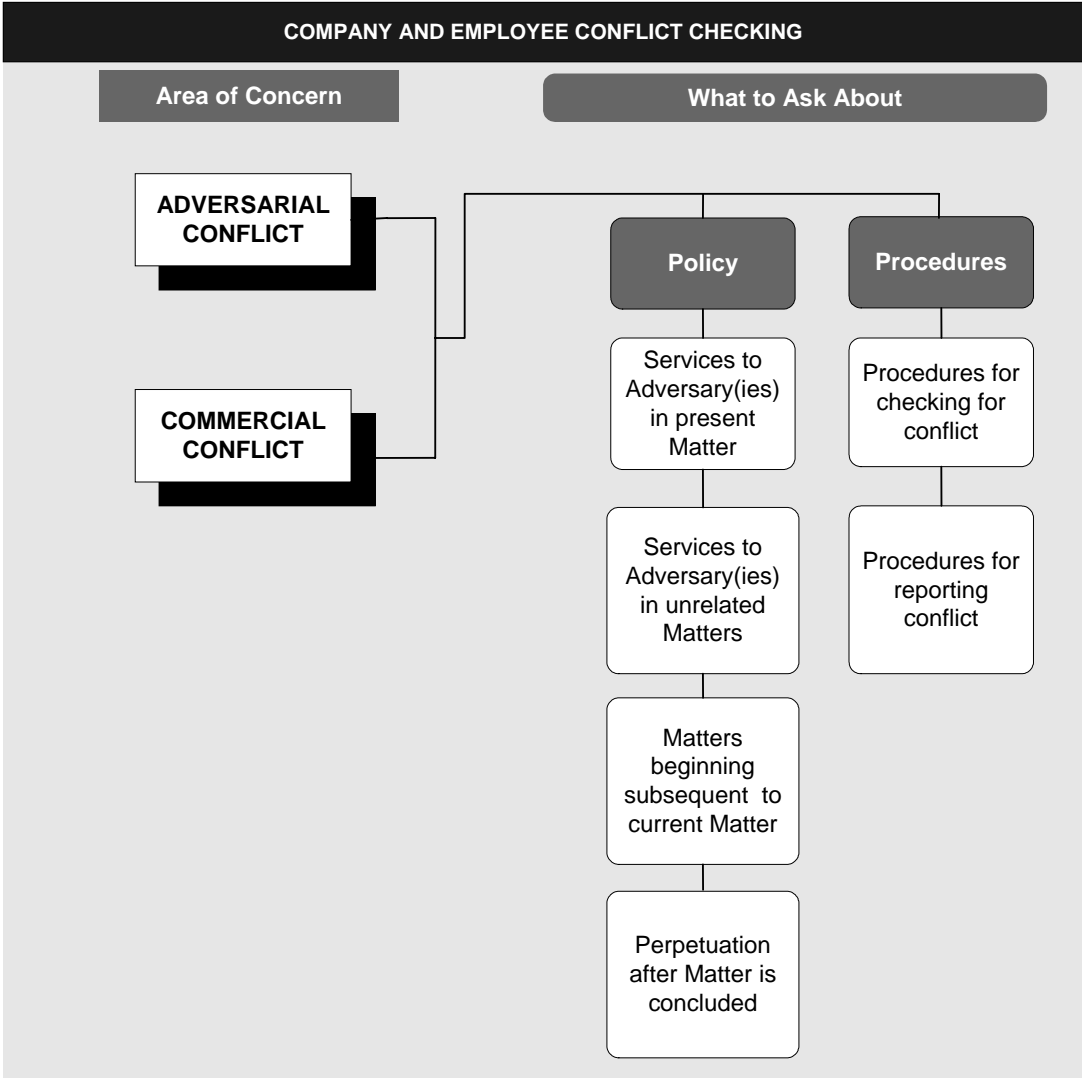 COMPANY AND EMPLOYEE CONFLICT CHECKING
Area of Concern
What to Ask About
ADVERSARIAL
CONFLICT
COMMERCIAL
CONFLICT
Policy
Services to
Adversary(ies)
in present
Matter
Services to
Adversary(ies)
in unrelated
Matters
Matters
beginning
subsequent to
current Matter
Perpetuation
after Matter is
concluded
Procedures
Procedures for
checking for
conflict
Procedures for
reporting
conflict